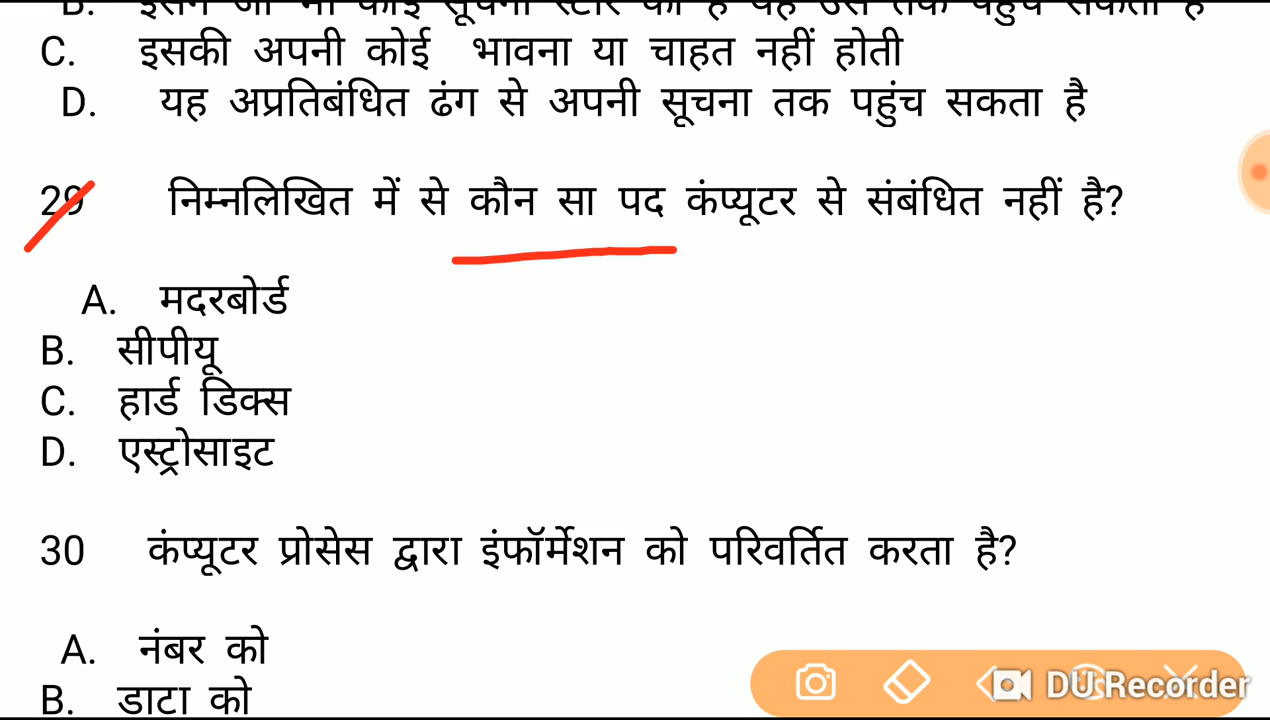 C. इसकी अपनी कोई भावना या चाहत नहीं होती
D. यह अप्रतिबंधित ढंग से अपनी सूचना तक पहुंच सकता है
29 निम्नलिखित में से कौन सा पद कंप्यूटर से संबंधित नहीं है?
A. मदरबोर्ड
B. सीपीयू
C. हार्ड डिक्स
D. एस्ट्रोसाइट
30 कंप्यूटर प्रोसेस द्वारा इंफॉर्मेशन को परिवर्तित करता है?
A. नंबर को
B. डाटा को
DU Recorder